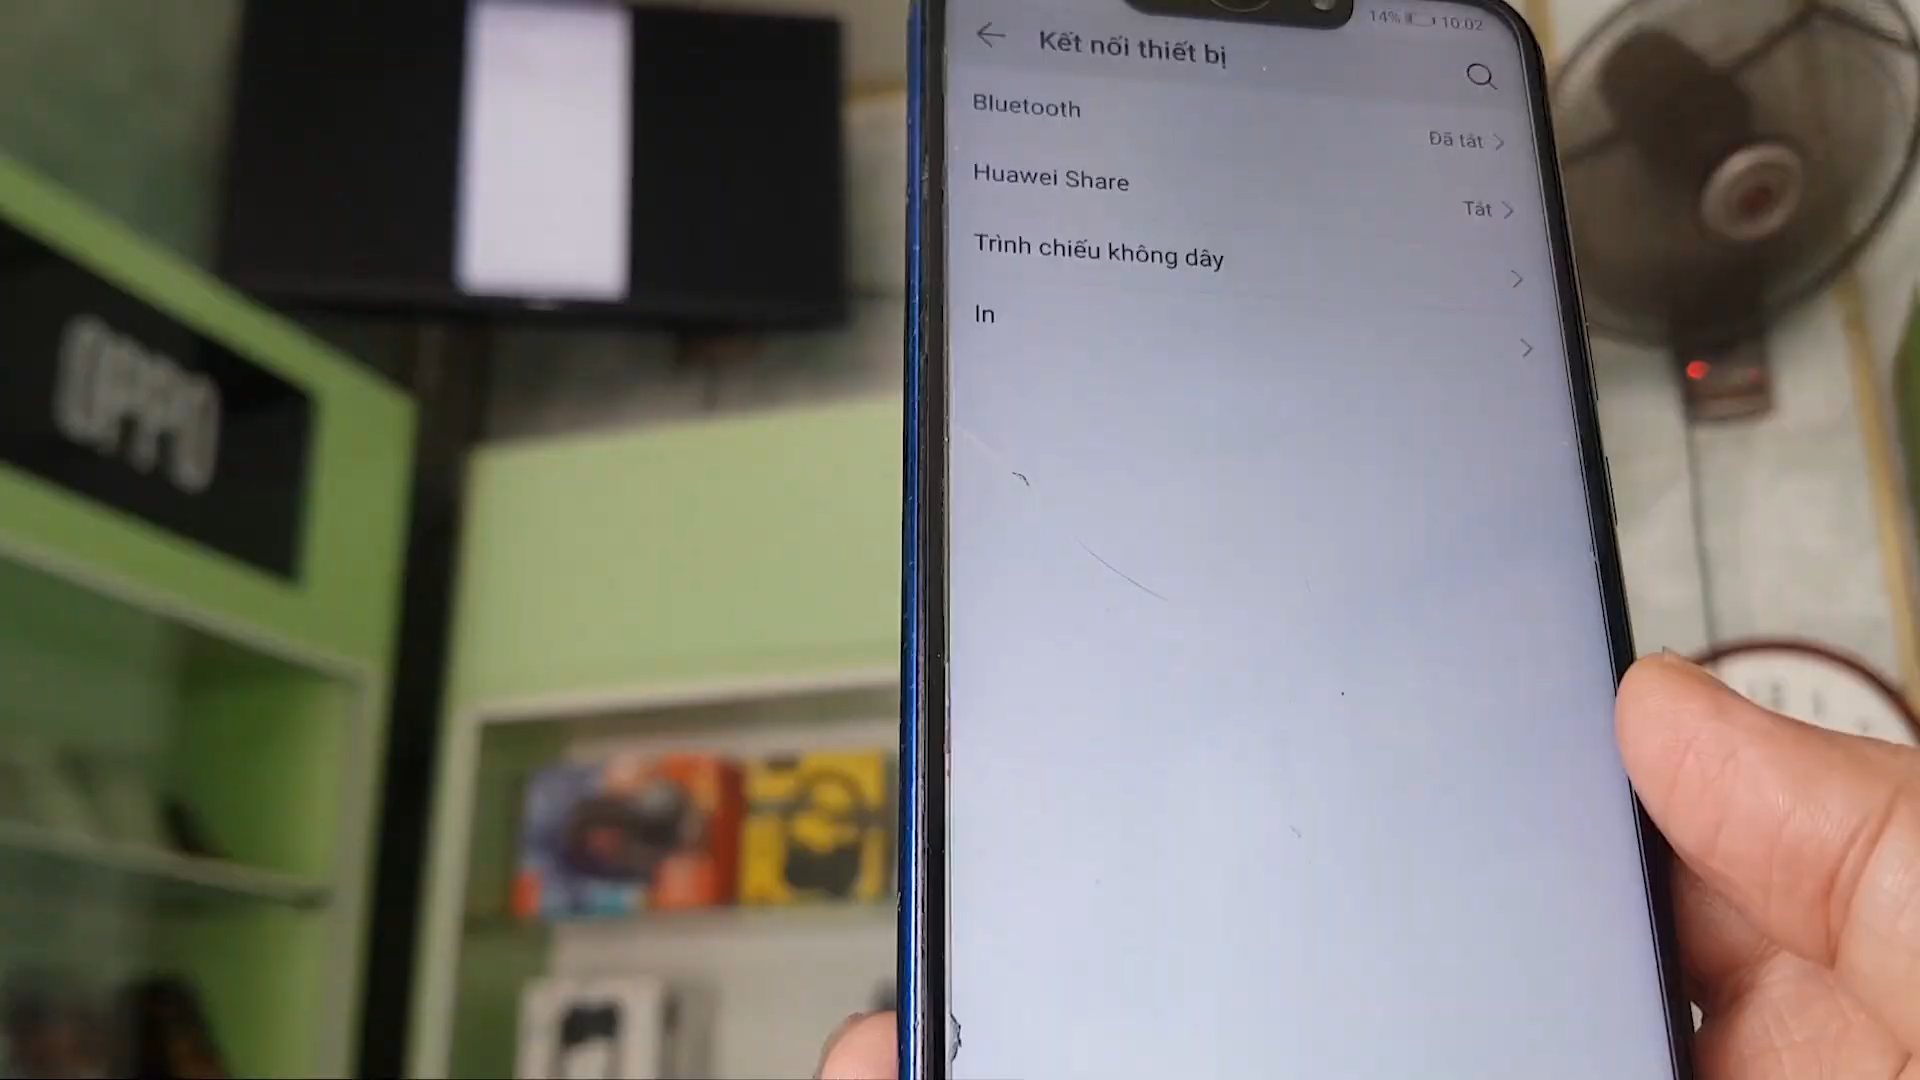 14% 10:02
Kết nối thiết bị
Bluetooth
Đã tắt
Huawei Share
Tắt
Trình chiếu không dây
In
OPPO